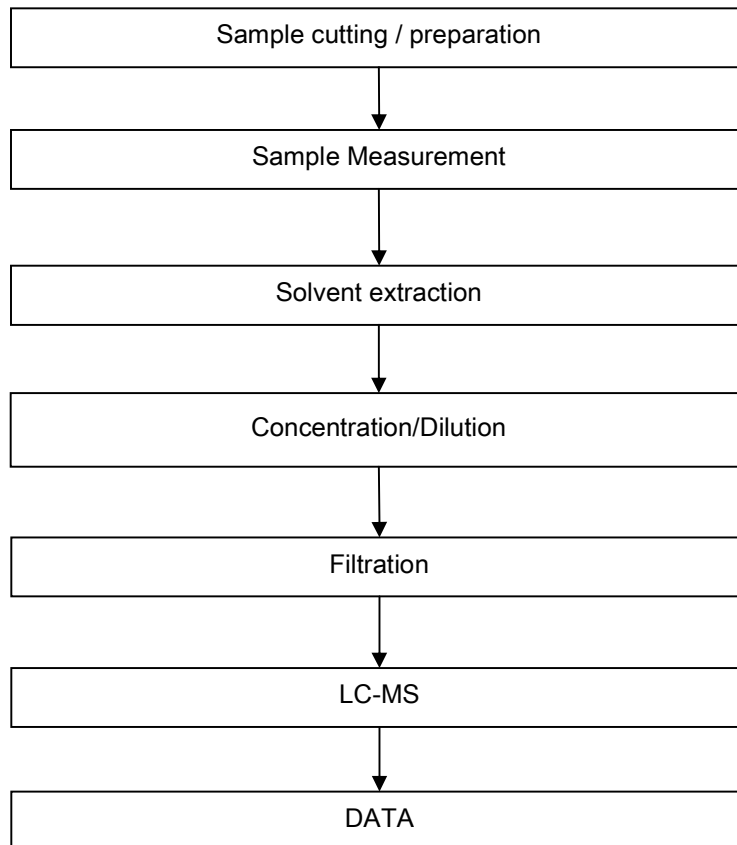 Sample cutting / preparation
Sample Measurement
Solvent extraction
Concentration/Dilution
Filtration
LC-MS
DATA